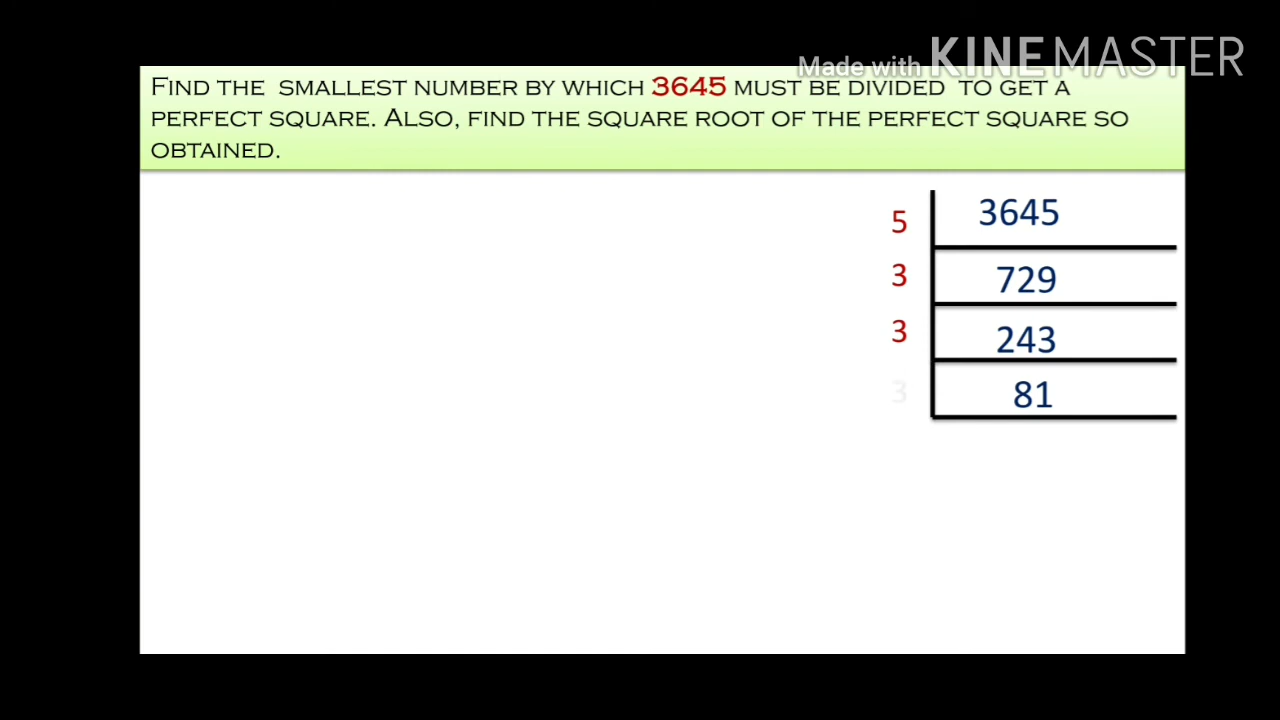 Made with KINEMASTER
FIND THE SMALLEST NUMBER BY WHICH 3645 MUST BE DIVIDED TO GET A
PERFECT SQUARE. ALSO, FIND THE SQUARE ROOT OF THE PERFECT SQUARE SO
OBTAINED.
5 3645
3 729
3 243
3 81